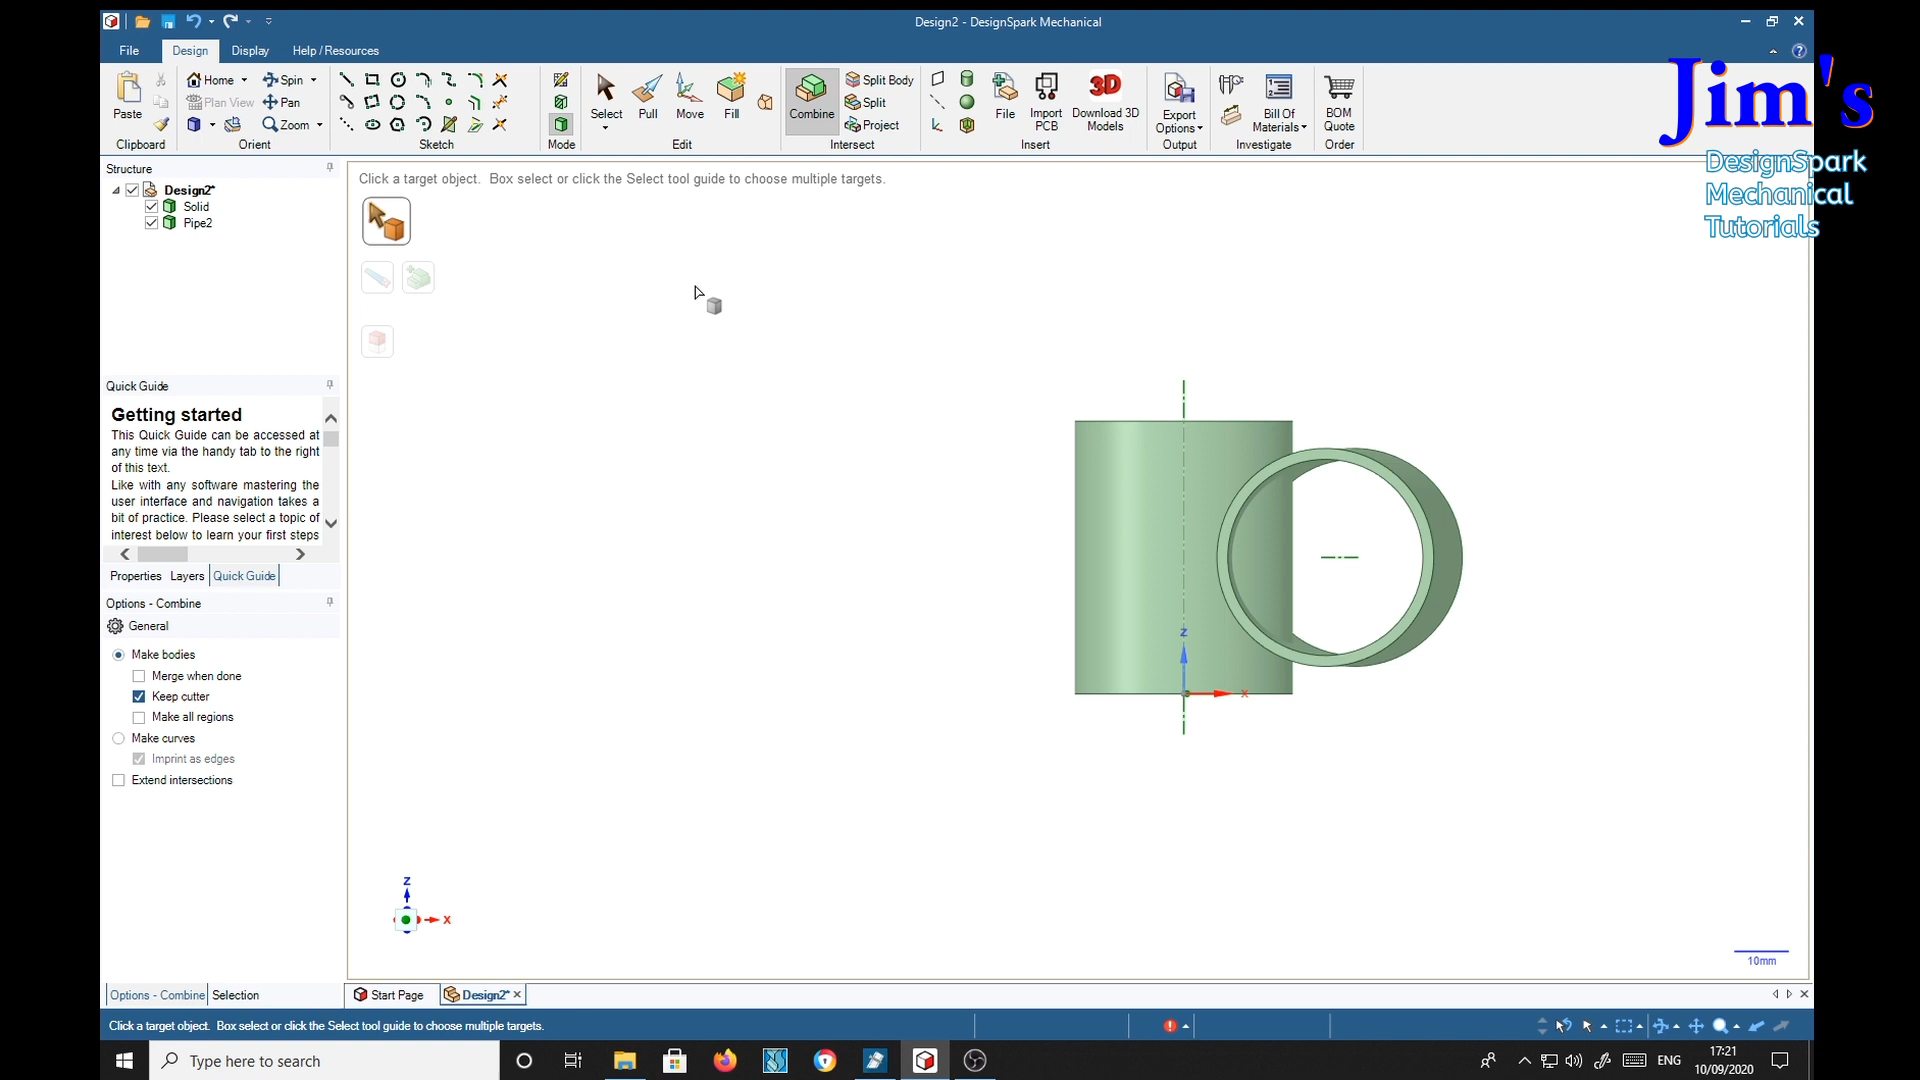 Design2 - DesignSpark Mechanical
File Design Display Help / Resources
Paste
Clipboard
Home Spin
Plan View Pan
Zoom
Orient
Sketch
Mode
Select Pull Move Fill
Edit
Combine
Split Body
Split
Project
Intersect
File Import PCB Download 3D Models
3D
Insert
Export Options
Output
Bill Of Materials
Investigate
BOM Quote
Order
Jim's
DesignSpark
Mechanical
Tutorials
Structure
Design2*
Solid
Pipe2
Click a target object. Box select or click the Select tool guide to choose multiple targets.
Quick Guide
Getting started
This Quick Guide can be accessed at
any time via the handy tab to the right
of this text.
Like with any software mastering the
user interface and navigation takes a
bit of practice. Please select a topic of
interest below to learn your first steps
Properties Layers Quick Guide
Options - Combine
General
Make bodies
Merge when done
Keep cutter
Make all regions
Make curves
Imprint as edges
Extend intersections
Z
X
Z
X
10mm
Options - Combine Selection
Start Page Design2*
Click a target object. Box select or click the Select tool guide to choose multiple targets.
Type here to search
ENG
17:21
10/09/2020